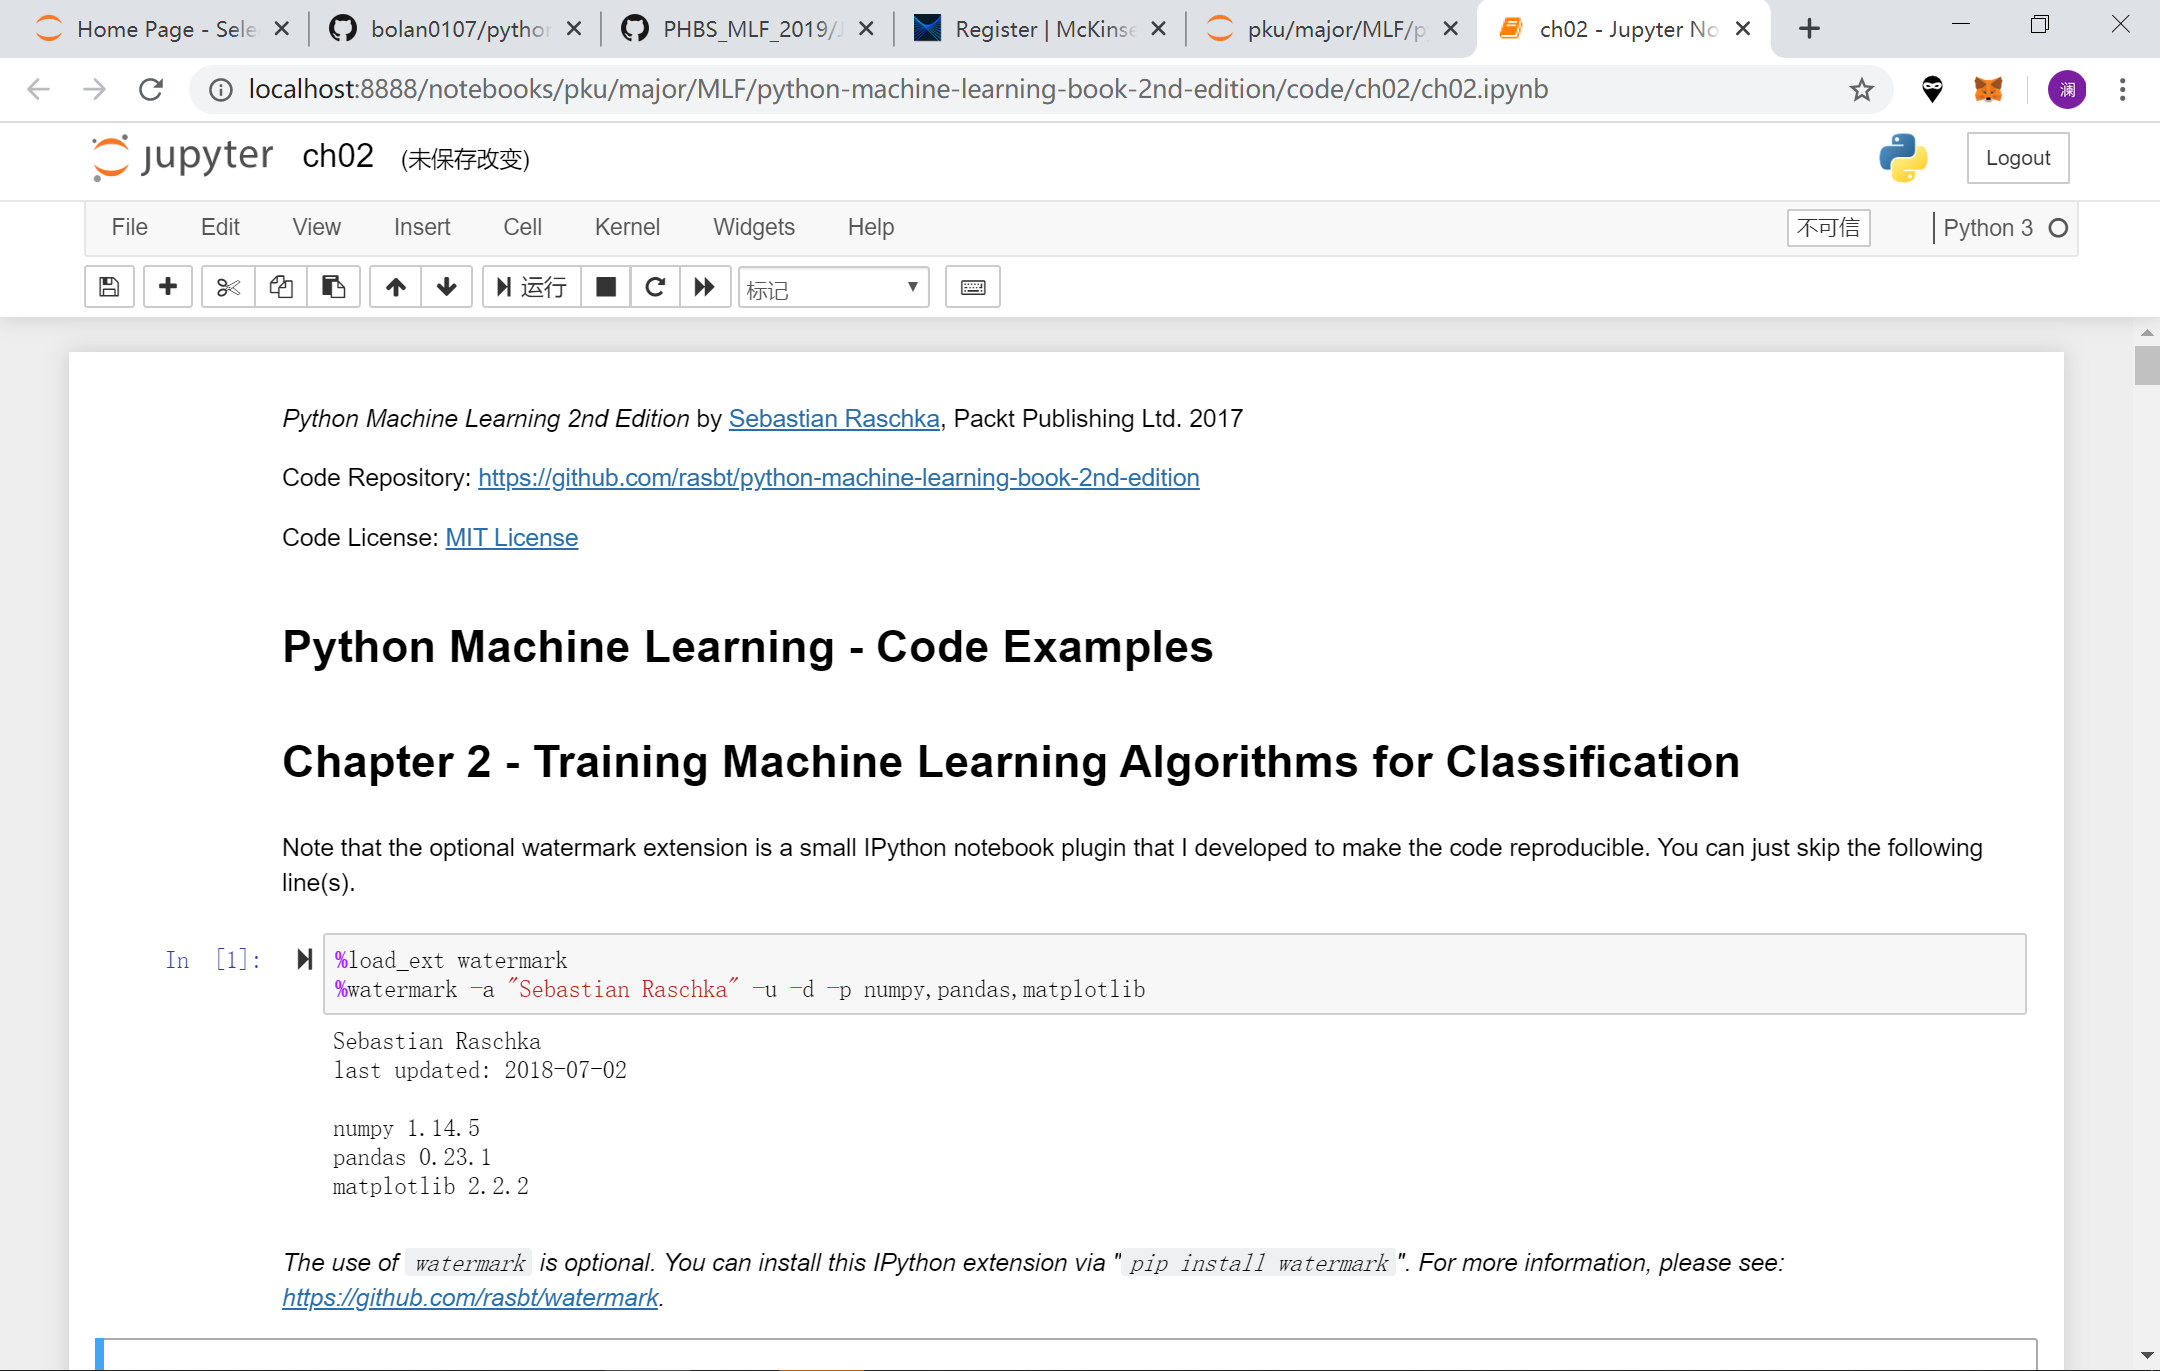 Home Page - Sele
bolan0107/python
PHBS_MLF_2019/J
Register | McKinse
pku/major/MLF/p
ch02 - Jupyter No
localhost:8888/notebooks/pku/major/MLF/python-machine-learning-book-2nd-edition/code/ch02/ch02.ipynb
澜
jupyter ch02 (未保存改变)
Logout
File Edit View Insert Cell Kernel Widgets Help
不可信
Python 3
运行
标记
Python Machine Learning 2nd Edition by Sebastian Raschka, Packt Publishing Ltd. 2017
Code Repository: https://github.com/rasbt/python-machine-learning-book-2nd-edition
Code License: MIT License
Python Machine Learning - Code Examples
Chapter 2 - Training Machine Learning Algorithms for Classification
Note that the optional watermark extension is a small IPython notebook plugin that I developed to make the code reproducible. You can just skip the following
line(s).
In [1]:
%load_ext watermark
%watermark -a "Sebastian Raschka" -u -d -p numpy,pandas,matplotlib
Sebastian Raschka
last updated: 2018-07-02
numpy 1.14.5
pandas 0.23.1
matplotlib 2.2.2
The use of watermark is optional. You can install this IPython extension via "pip install watermark". For more information, please see:
https://github.com/rasbt/watermark.